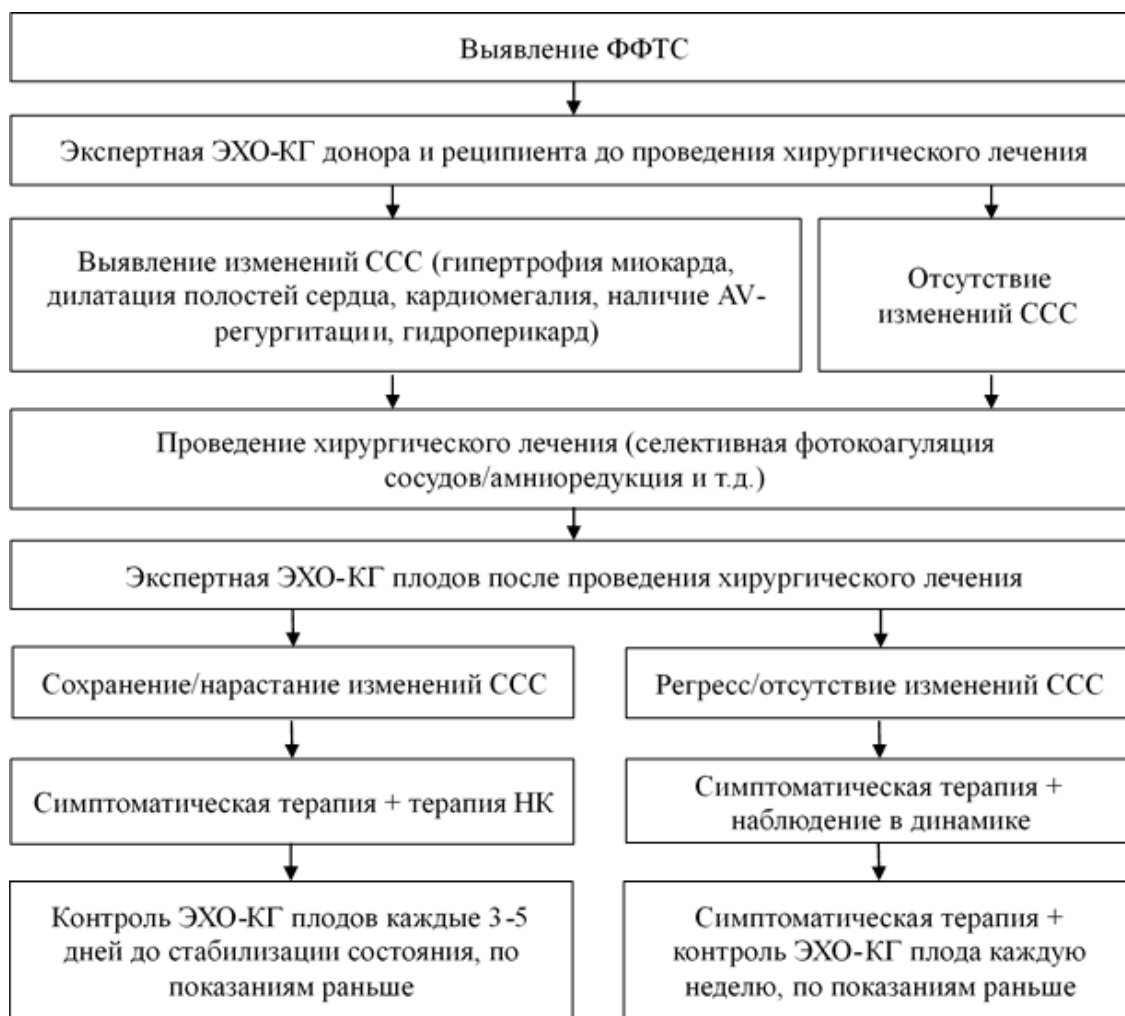 Выявление ФФТС
Экспертная ЭХО-КГ донора и реципиента до проведения хирургического лечения
Выявление изменений ССС (гипертрофия миокарда,
дилатация полостей сердца, кардиомегалия, наличие AV-
регургитации, гидроперикард)
Отсутствие
изменений ССС
Проведение хирургического лечения (селективная фотокоагуляция
сосудов/амниоредукция и т.д.)
Экспертная ЭХО-КГ плодов после проведения хирургического лечения
Сохранение/нарастание изменений ССС
Регресс/отсутствие изменений ССС
Симптоматическая терапия + терапия НК
Симптоматическая терапия +
наблюдение в динамике
Контроль ЭХО-КГ плодов каждые 3-5
дней до стабилизации состояния, по
показаниям раньше
Симптоматическая терапия +
контроль ЭХО-КГ плода каждую
неделю, по показаниям раньше